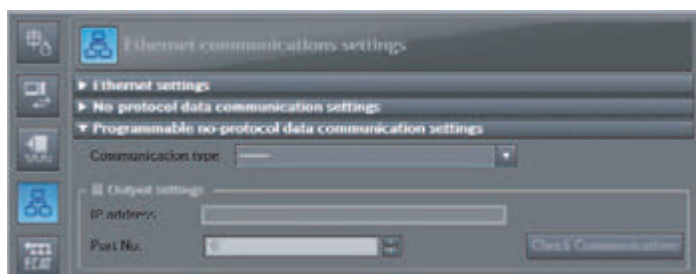 Ethernet communications settings
Ethernet settings
No protocol data communication settings
Programmable no-protocol data communication settings
Communication type
Output settings
IP address
Port No.
Check Communication
ECAT